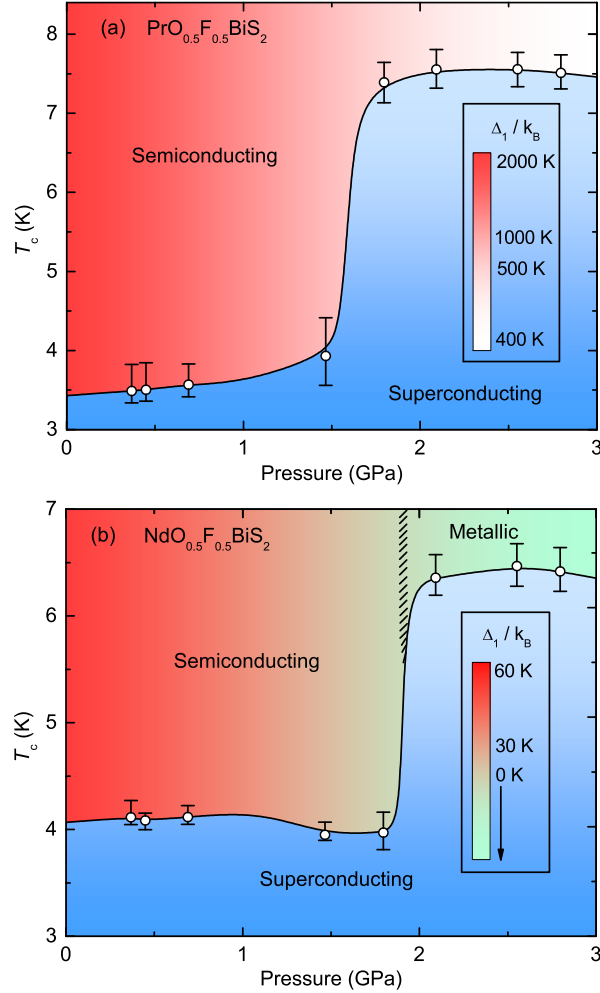 (a) PrO0.5F0.5BiS2
8
7
6
5
4
3
Tc (K)
Semiconducting
Δ1 / kB
2000 K
1000 K
500 K
400 K
Superconducting
0 1 2 3
Pressure (GPa)
(b) NdO0.5F0.5BiS2
7
6
5
4
3
Tc (K)
Metallic
Semiconducting
Δ1 / kB
60 K
30 K
0 K
Superconducting
0 1 2 3
Pressure (GPa)